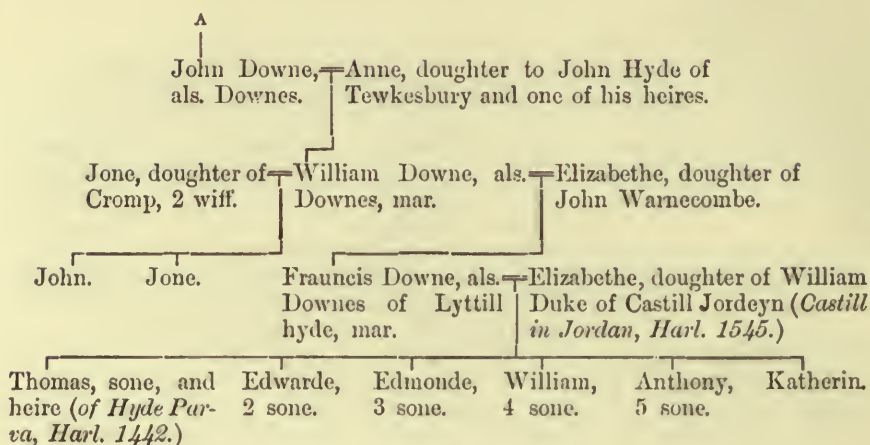 A
John Downe, Anne, doughter to John Hyde of
als. Downes. Tewkesbury and one of his heires.
Jone, doughter of William Downe, als. Elizabethe, doughter of
Cromp, 2 wiff. Downes, mar. John Warnecombe.
John. Jone. Frauncis Downe, als. Elizabethe, doughter of William
Downes of Lyttill Duke of Castill Jordeyn (Castill
hyde, mar. in Jordan, Harl. 1545.)
Thomas, sone, and Edwarde, Edmonde, William, Anthony, Katherin.
heire (of Hyde Par- 2 sone. 3 sone. 4 sone. 5 sone.
va, Harl. 1442.)